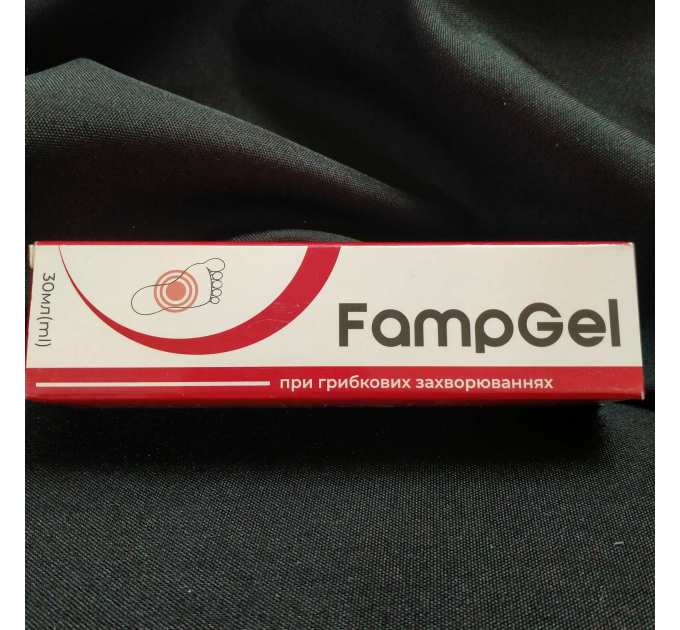 30мл(ml)
FampGel
при грибкових захворюваннях